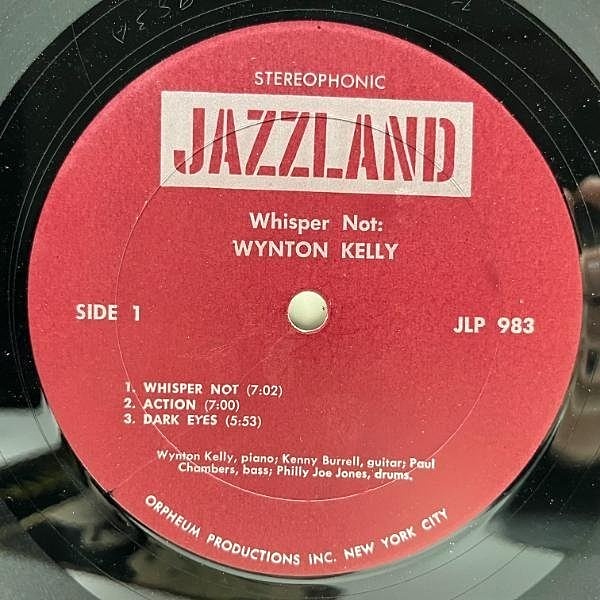 STEREOPHONIC
JAZZLAND
Whisper Not:
WYNTON KELLY
SIDE 1
JLP 983
1. WHISPER NOT (7:02)
2. ACTION (7:00)
3. DARK EYES (5:53)
Wynton Kelly, piano; Kenny Burrell, guitar; Paul
Chambers, bass; Philly Joe Jones, drums.
ORPHEUM PRODUCTIONS INC. NEW YORK CITY